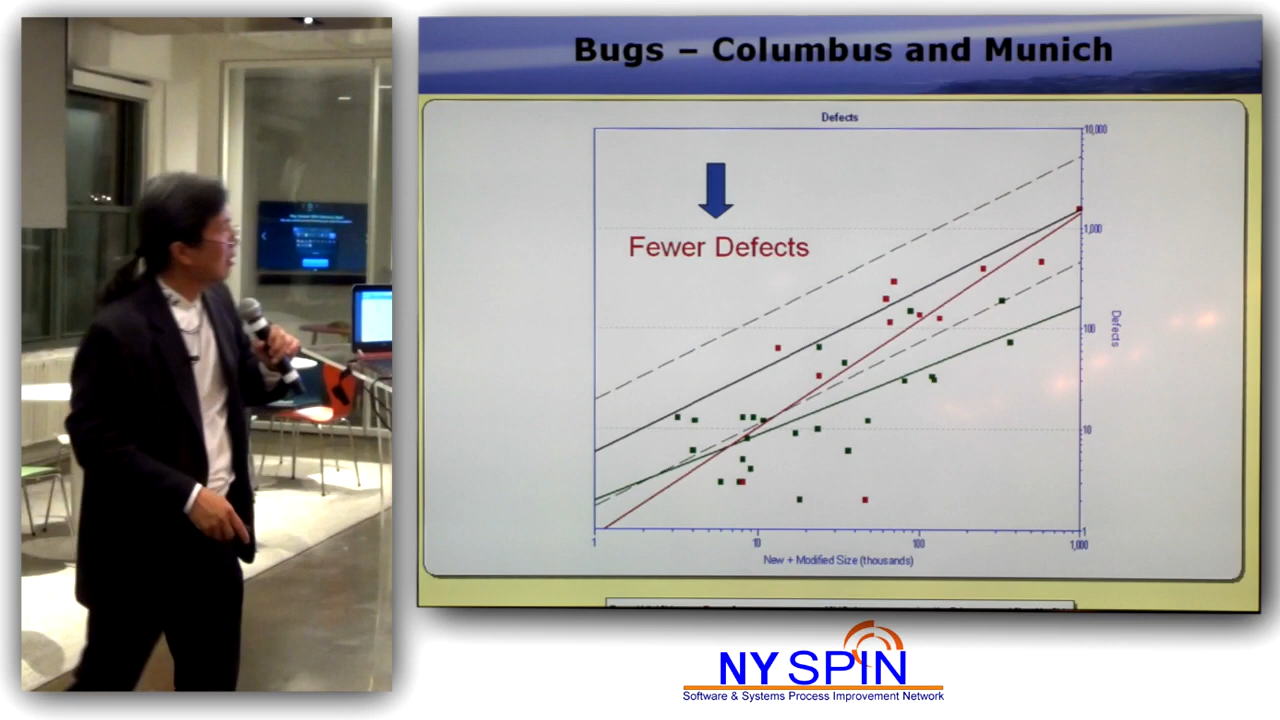 Bugs – Columbus and Munich
Defects
10,000
Fewer Defects
1,000
100
Defects
10
1
1
10
100
1,000
New + Modified Size (thousands)
NY SPIN
Software & Systems Process Improvement Network